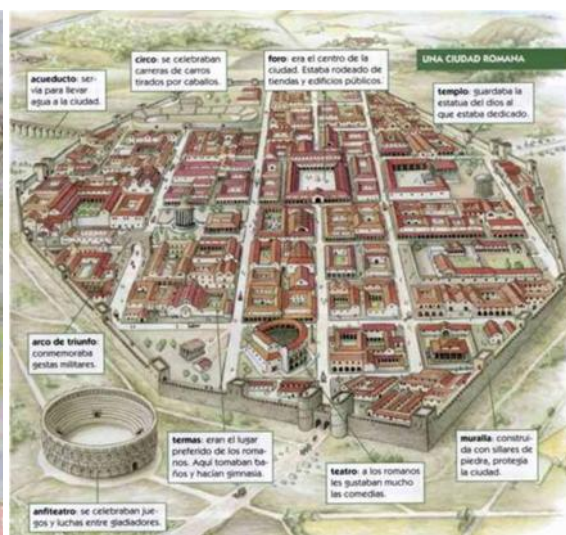 UNA CIUDAD ROMANA
circo: se celebraban
carreras de carros
tirados por caballos.
foro: era el centro de la
ciudad. Estaba rodeado de
tiendas y edificios públicos.
acueducto: ser-
vía para llevar
agua a la ciudad.
templo: guardaba la
estatua del dios al
que estaba dedicado.
arco de triunfo:
conmemoraba
gestas militares.
termas: eran el lugar
preferido de los roma-
nos. Aquí tomaban ba-
ños y hacían gimnasia.
teatro: a los romanos
les gustaban mucho
las comedias.
muralla: construi-
da con sillares de
piedra, protegía
la ciudad.
anfiteatro: se celebraban jue-
gos y luchas entre gladiadores.